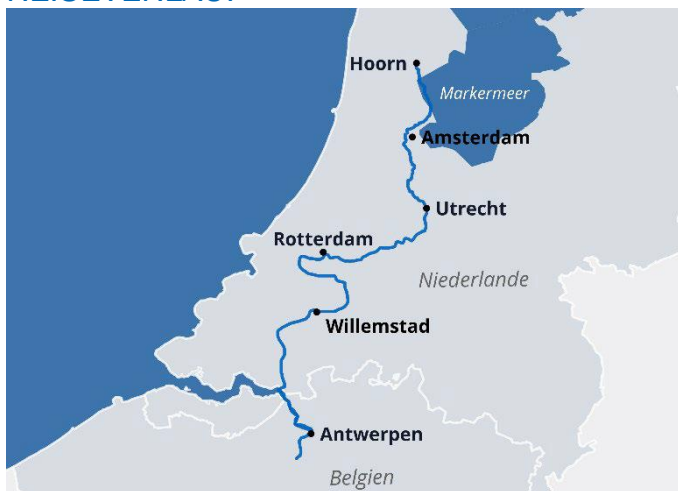 Hoorn
Markermeer
Amsterdam
Utrecht
Rotterdam
Niederlande
Willemstad
Antwerpen
Belgien